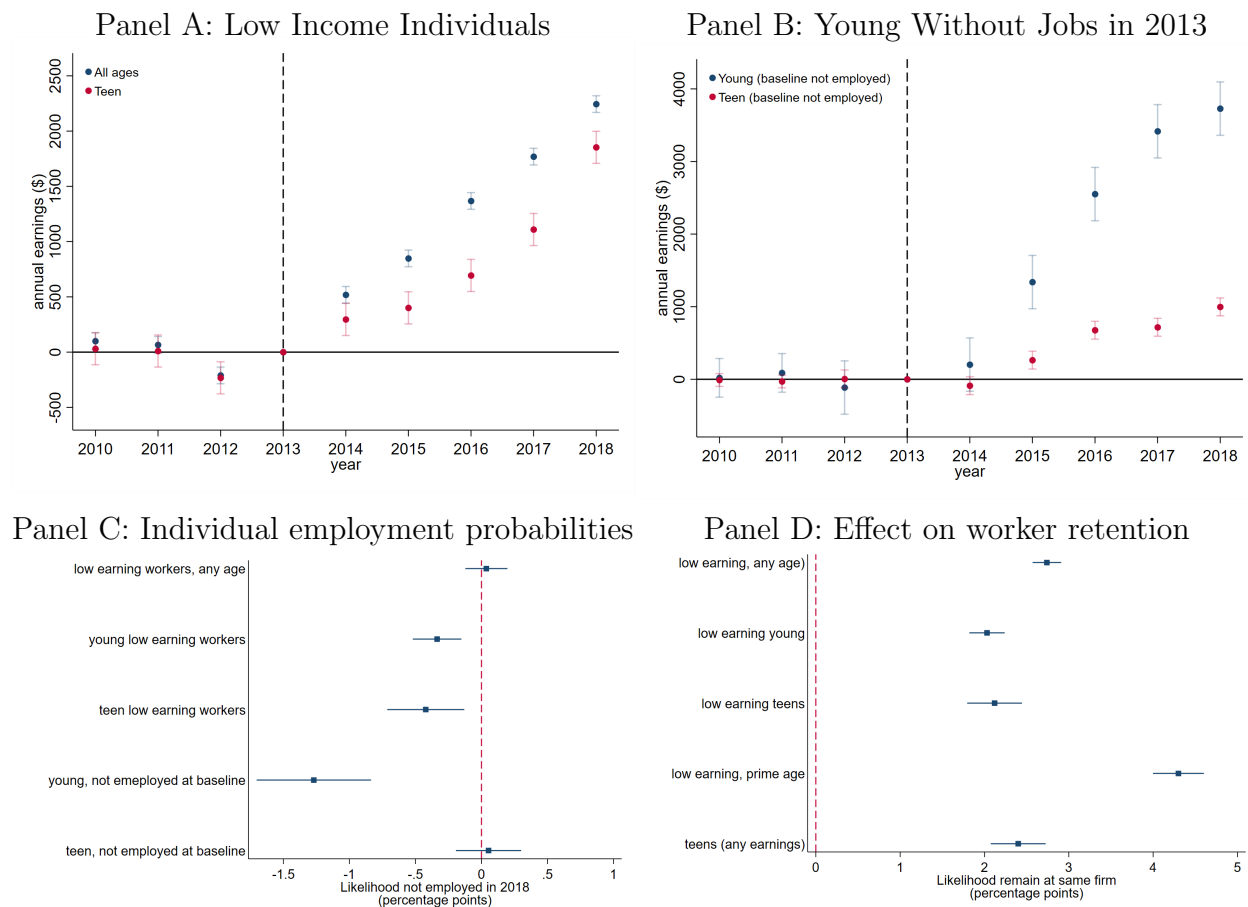 Panel A: Low Income Individuals
annual earnings ($)
2500
2000
1500
1000
500
0
-500
All ages
Teen
2010 2011 2012 2013 2014 2015 2016 2017 2018
year
Panel B: Young Without Jobs in 2013
annual earnings ($)
4000
3000
2000
1000
0
Young (baseline not employed)
Teen (baseline not employed)
2010 2011 2012 2013 2014 2015 2016 2017 2018
year
Panel C: Individual employment probabilities
low earning workers, any age
young low earning workers
teen low earning workers
young, not emeployed at baseline
teen, not employed at baseline
-1.5 -1 -.5 0 .5 1
Likelihood not employed in 2018
(percentage points)
Panel D: Effect on worker retention
low earning, any age)
low earning young
low earning teens
low earning, prime age
teens (any earnings)
0 1 2 3 4 5
Likelihood remain at same firm
(percentage points)